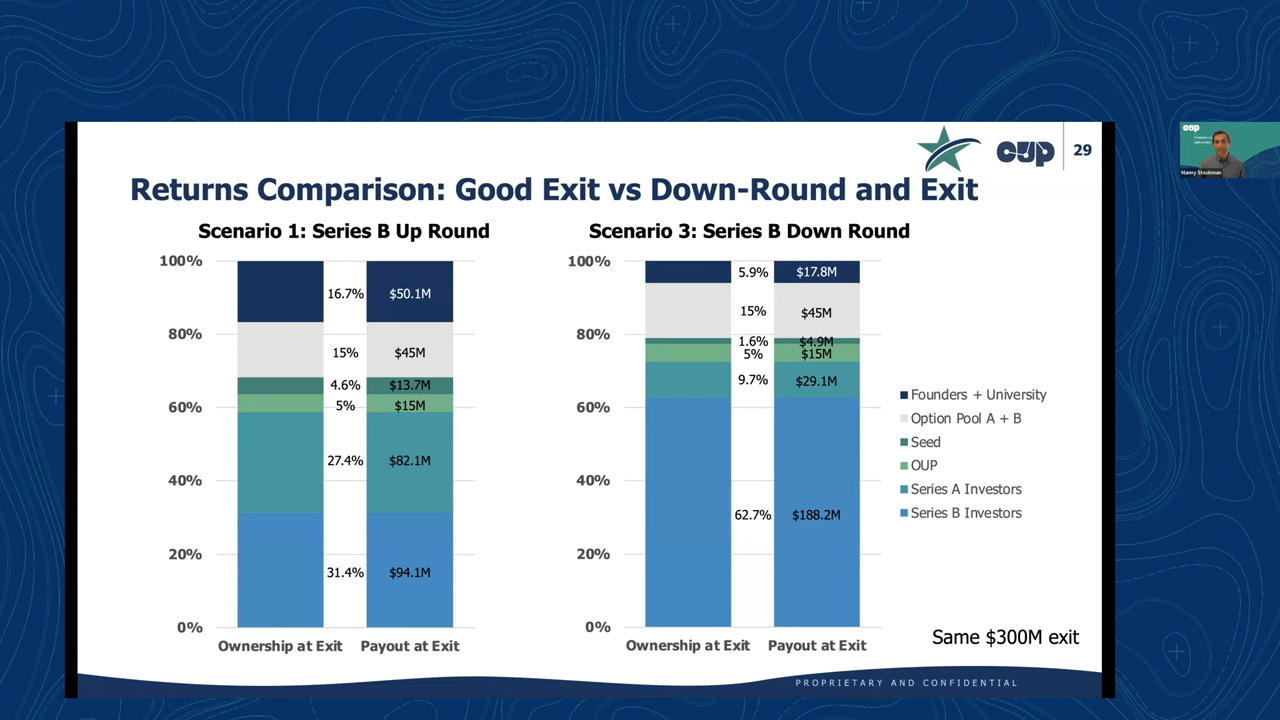 OUP
29
Returns Comparison: Good Exit vs Down-Round and Exit
Scenario 1: Series B Up Round
100%
80%
60%
40%
20%
0%
16.7%
$50.1M
15%
$45M
4.6%
$13.7M
5%
$15M
27.4%
$82.1M
31.4%
$94.1M
Ownership at Exit
Payout at Exit
Scenario 3: Series B Down Round
100%
80%
60%
40%
20%
0%
5.9%
$17.8M
15%
$45M
1.6%
$4.9M
5%
$15M
9.7%
$29.1M
62.7%
$188.2M
Ownership at Exit
Payout at Exit
Founders + University
Option Pool A + B
Seed
OUP
Series A Investors
Series B Investors
Same $300M exit
PROPRIETARY AND CONFIDENTIAL
OUP
Manny Stockman